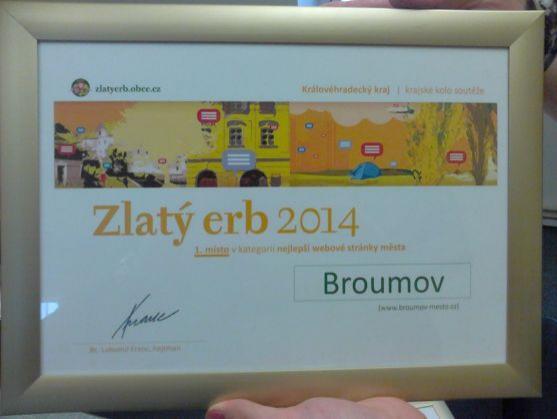 zlatyerb.obce.cz
Královéhradecký kraj | krajské kolo soutěže
Zlatý erb 2014
1. místo v kategorii nejlepší webové stránky města
Broumov
(www.broumov-mesto.cz)
Bc. Lubomír Franc, hejtman